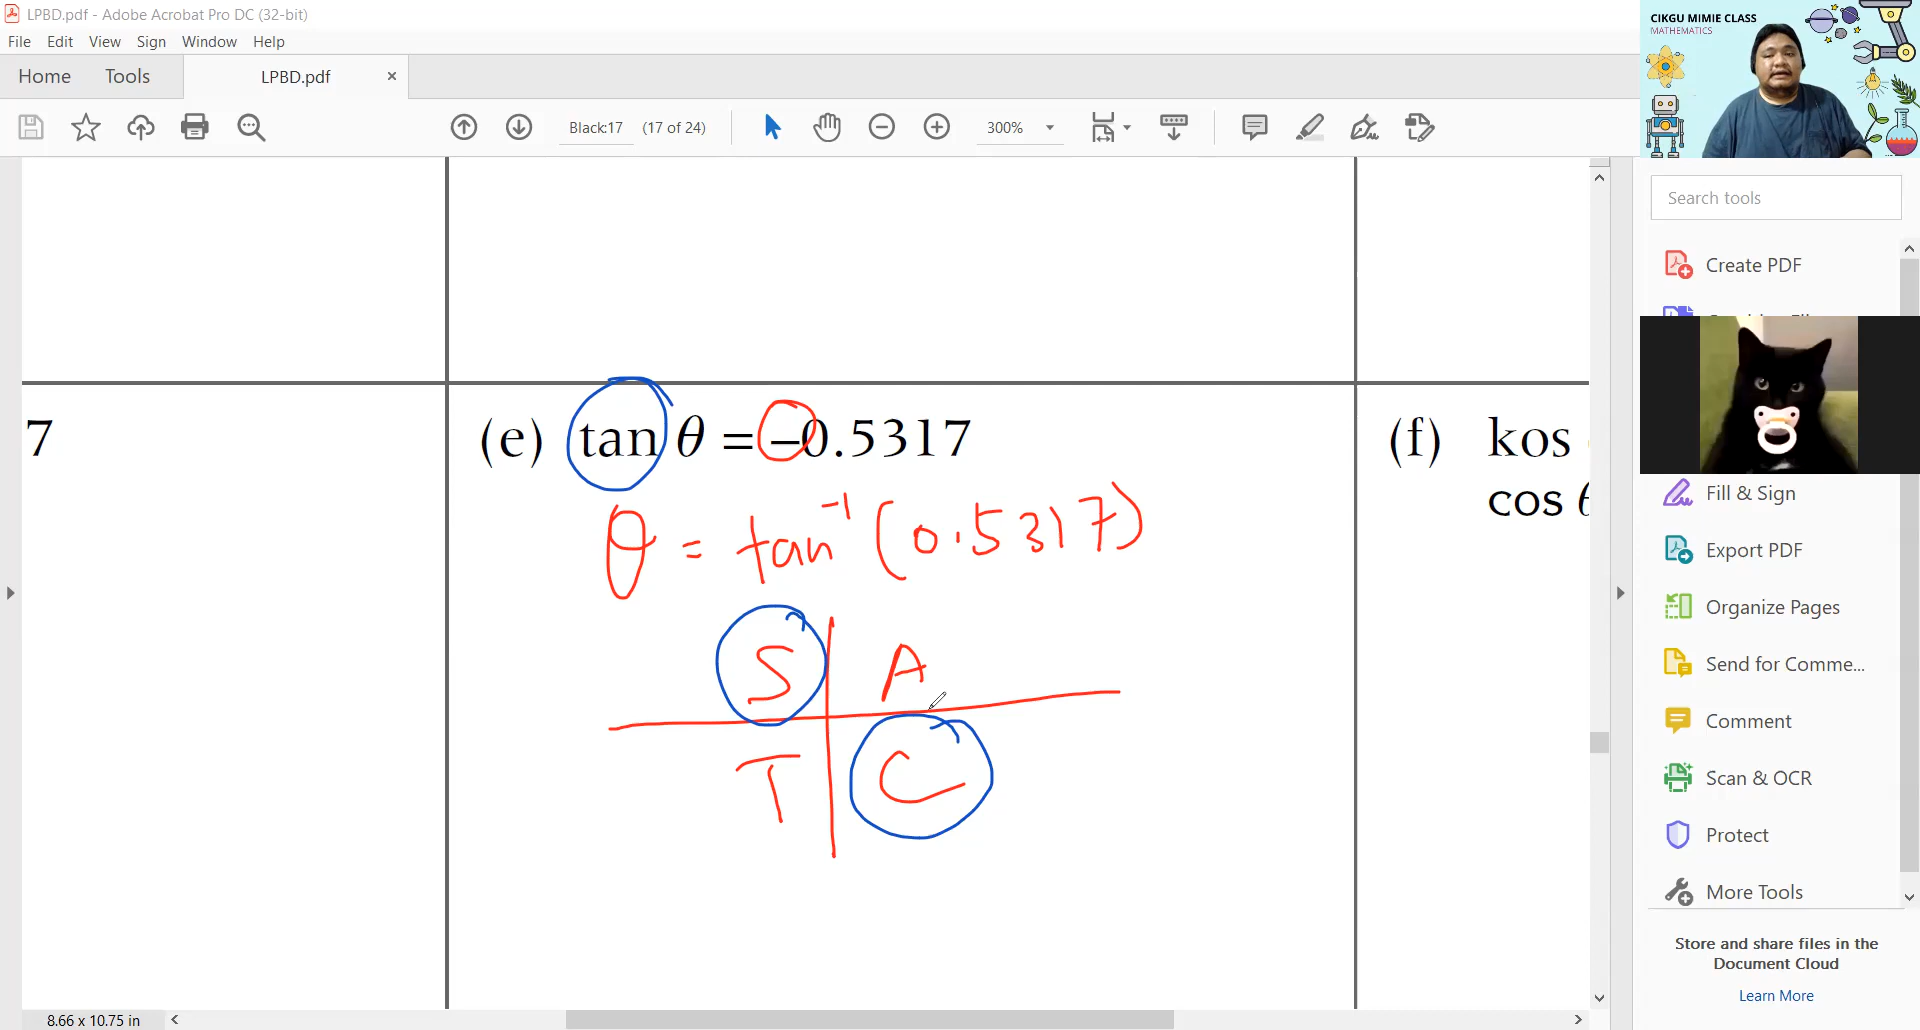 LPBD.pdf - Adobe Acrobat Pro DC (32-bit)
File Edit View Sign Window Help
Home Tools LPBD.pdf ×
Black:17 (17 of 24) 300%
CIKGU MIMIE CLASS
MATHEMATICS
Search tools
Create PDF
Fill & Sign
Export PDF
Organize Pages
Send for Comme...
Comment
Scan & OCR
Protect
More Tools
Store and share files in the
Document Cloud
Learn More
7
(e) tan θ = –0.5317
θ = tan⁻¹ (0.5317)
S A
T C
(f) kos
cos θ
8.66 x 10.75 in